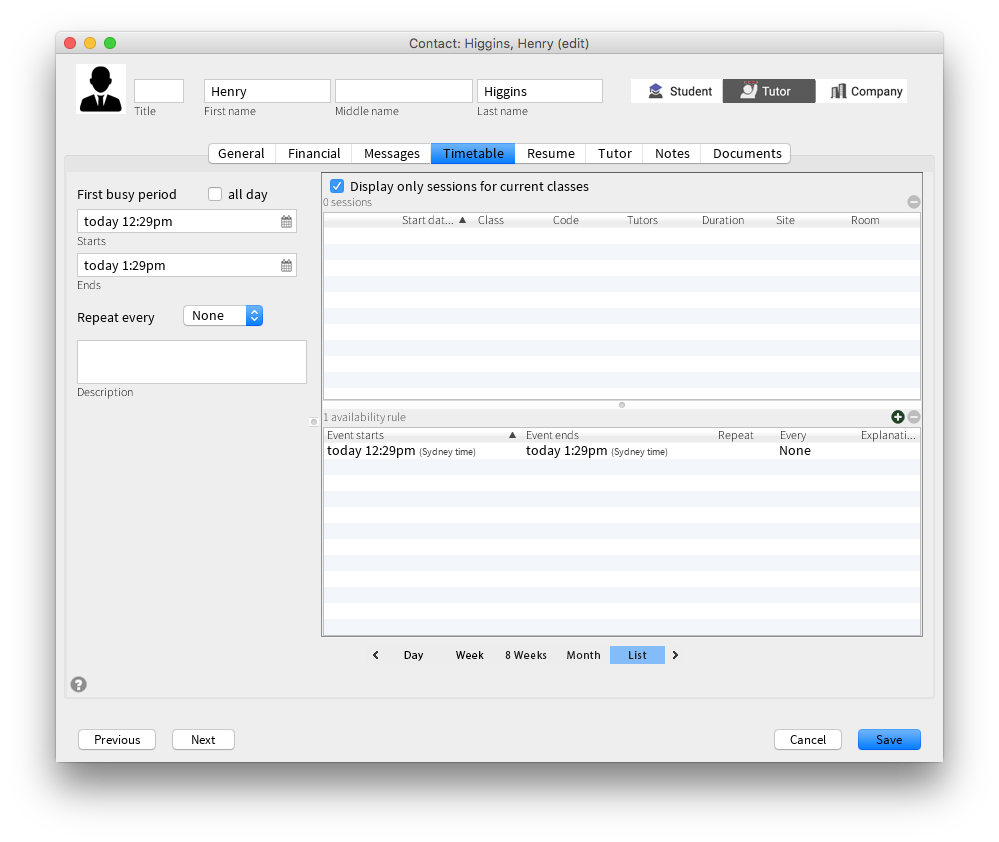 Contact: Higgins, Henry (edit)
Henry Higgins Student Tutor Company
Title First name Middle name Last name
General Financial Messages Timetable Resume Tutor Notes Documents
First busy period all day
today 12:29pm
Starts
today 1:29pm
Ends
Repeat every None
Description
Display only sessions for current classes
0 sessions
Start dat... Class Code Tutors Duration Site Room
1 availability rule
Event starts Event ends Repeat Every Explanati...
today 12:29pm (Sydney time) today 1:29pm (Sydney time) None
Day Week 8 Weeks Month List
?
Previous Next Cancel Save